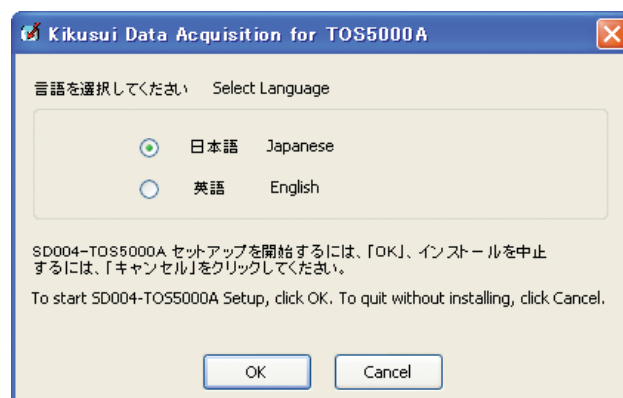 Kikusui Data Acquisition for TOS5000A
言語を選択してください Select Language
日本語 Japanese
英語 English
SD004-TOS5000A セットアップを開始するには、「OK」、インストールを中止
するには、「キャンセル」をクリックしてください。
To start SD004-TOS5000A Setup, click OK. To quit without installing, click Cancel.
OK Cancel